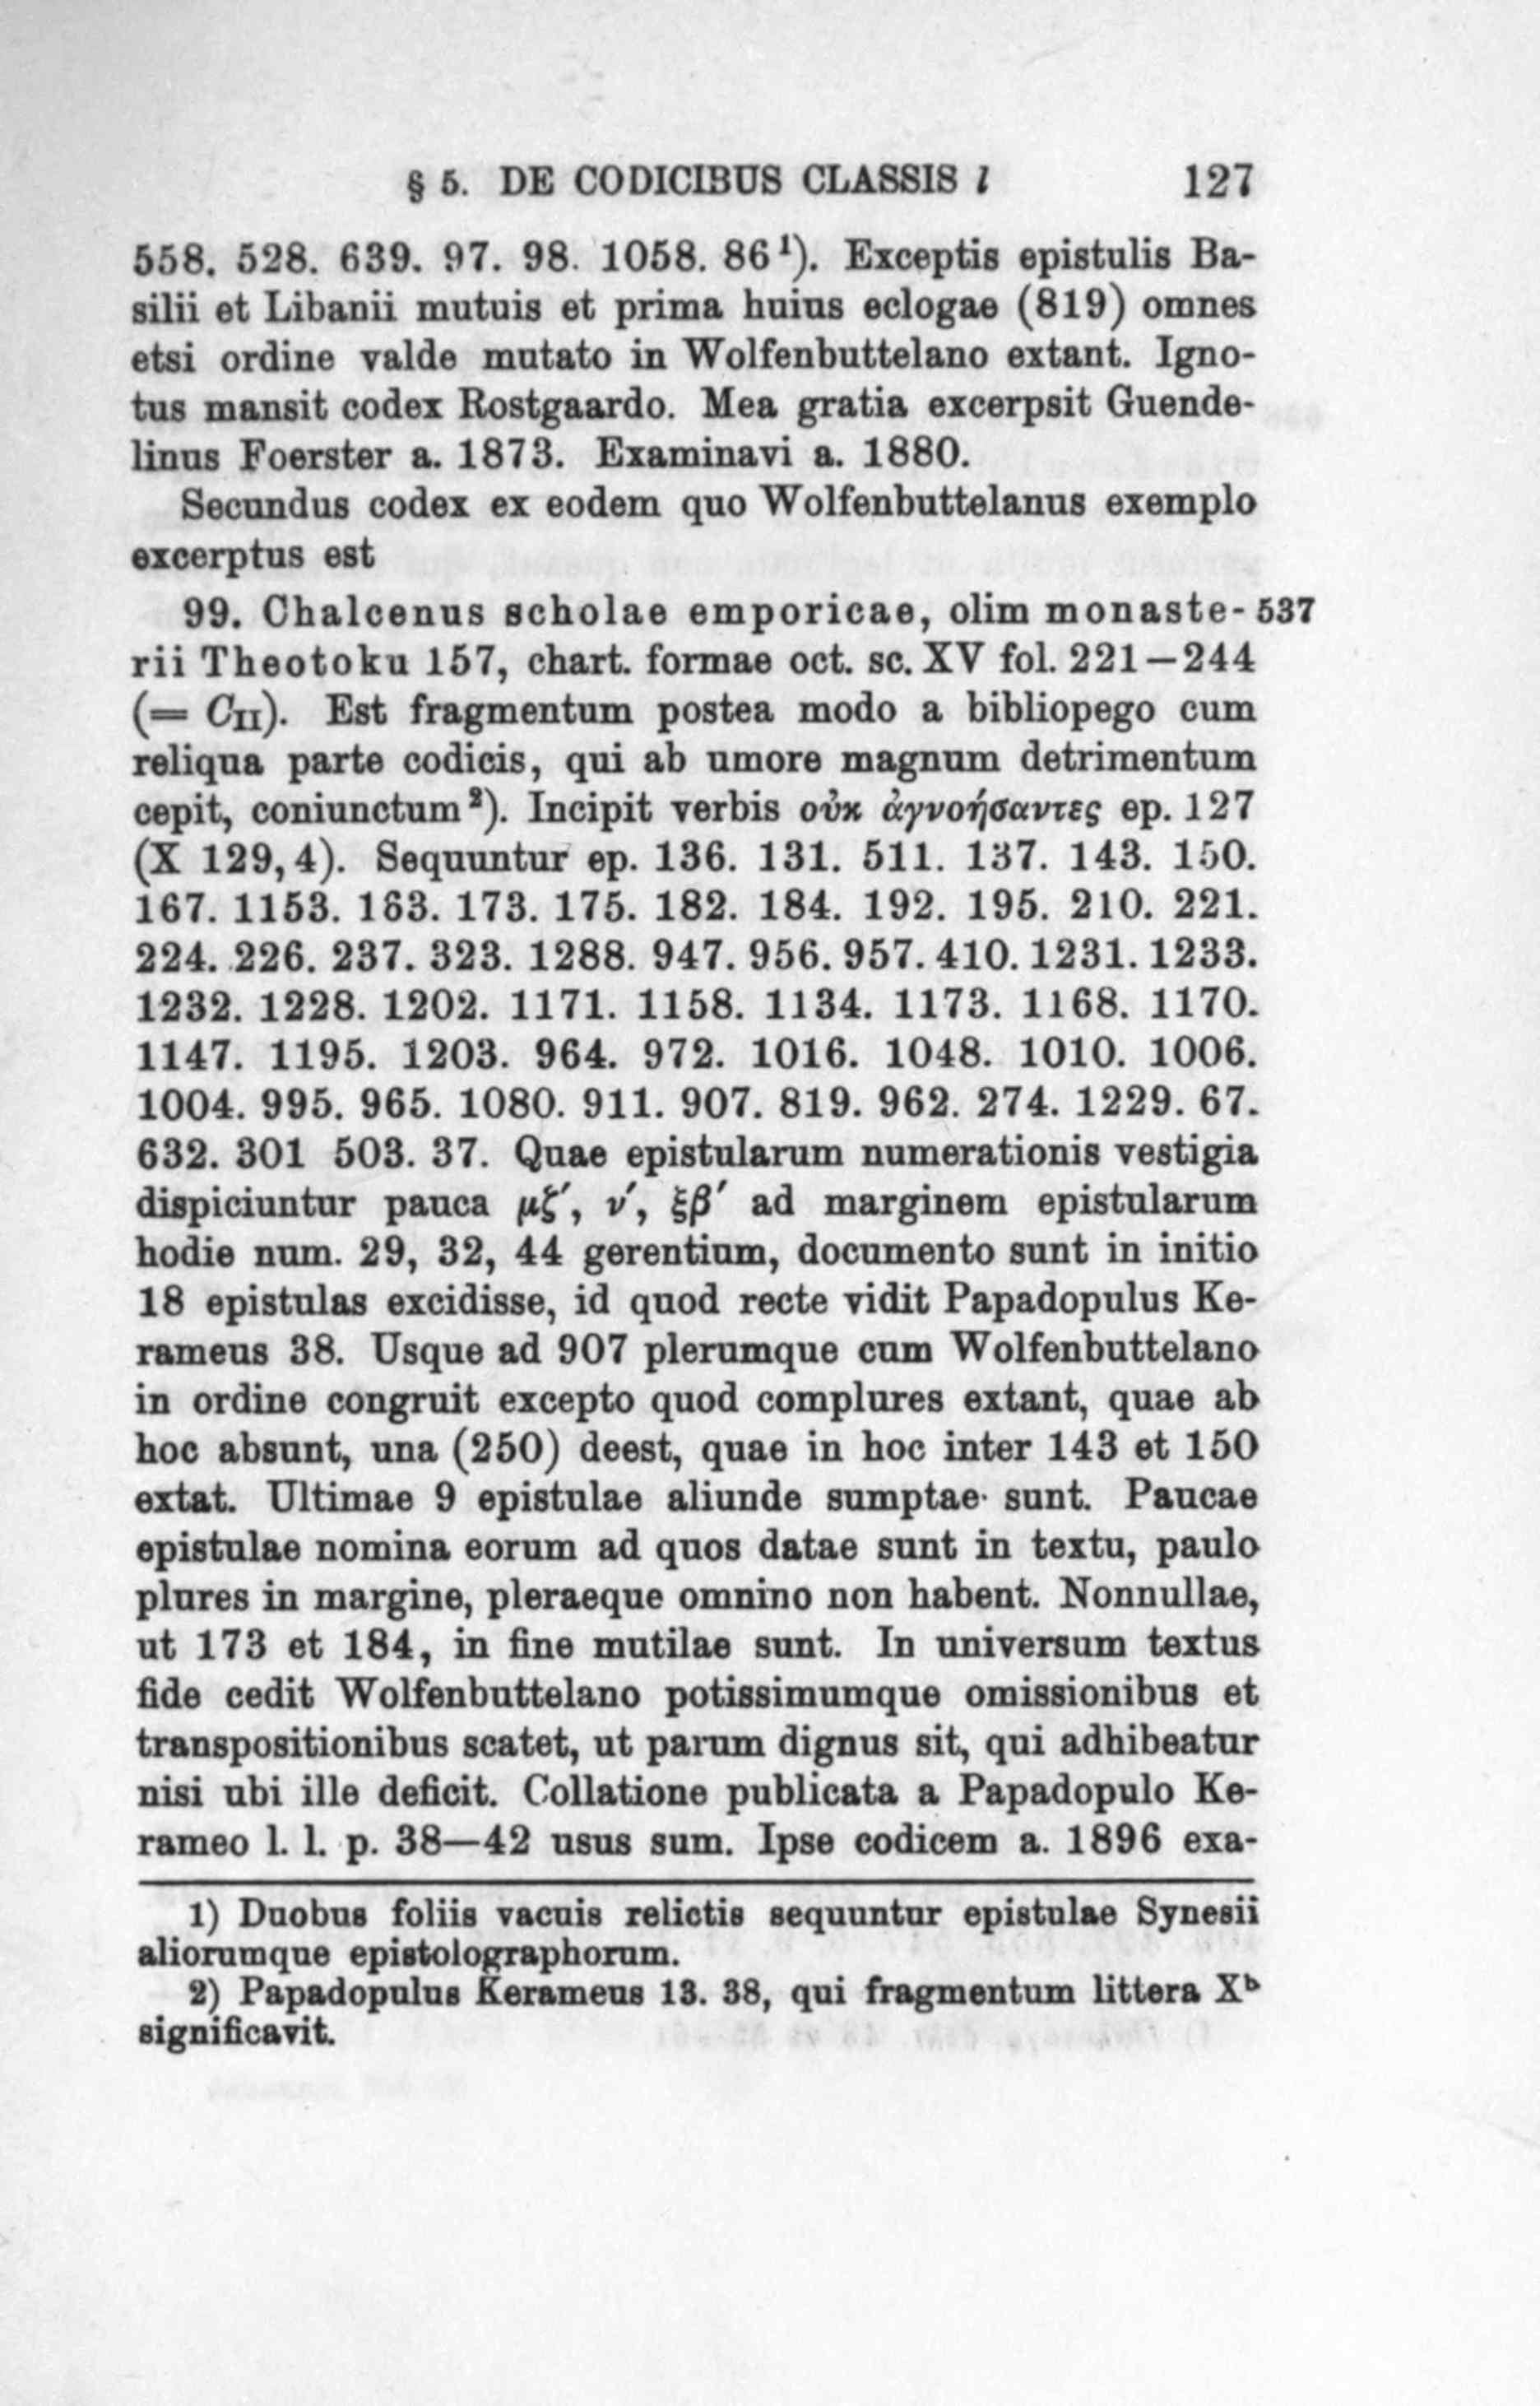 § 5. DE CODICIBUS CLASSIS l 127
558. 528. 639. 97. 98. 1058. 86¹). Exceptis epistulis Ba-
silii et Libanii mutuis et prima huius eclogae (819) omnes
etsi ordine valde mutato in Wolfenbuttelano extant. Igno-
tus mansit codex Rostgaardo. Mea gratia excerpsit Guende-
linus Foerster a. 1873. Examinavi a. 1880.
Secundus codex ex eodem quo Wolfenbuttelanus exemplo
excerptus est
99. Chalcenus scholae emporicae, olim monaste- 537
rii Theotoku 157, chart. formae oct. sc. XV fol. 221—244
(= CII). Est fragmentum postea modo a bibliopego cum
reliqua parte codicis, qui ab umore magnum detrimentum
cepit, coniunctum²). Incipit verbis οὐκ ἀγνοήσαντες ep. 127
(X 129,4). Sequuntur ep. 136. 131. 511. 137. 143. 150.
167. 1153. 163. 173. 175. 182. 184. 192. 195. 210. 221.
224. 226. 237. 323. 1288. 947. 956. 957. 410. 1231. 1233.
1232. 1228. 1202. 1171. 1158. 1134. 1173. 1168. 1170.
1147. 1195. 1203. 964. 972. 1016. 1048. 1010. 1006.
1004. 995. 965. 1080. 911. 907. 819. 962. 274. 1229. 67.
632. 301 503. 37. Quae epistularum numerationis vestigia
dispiciuntur pauca μζ′, ν′, ξβ′ ad marginem epistularum
hodie num. 29, 32, 44 gerentium, documento sunt in initio
18 epistulas excidisse, id quod recte vidit Papadopulus Ke-
rameus 38. Usque ad 907 plerumque cum Wolfenbuttelano
in ordine congruit excepto quod complures extant, quae ab
hoc absunt, una (250) deest, quae in hoc inter 143 et 150
extat. Ultimae 9 epistulae aliunde sumptae sunt. Paucae
epistulae nomina eorum ad quos datae sunt in textu, paulo
plures in margine, pleraeque omnino non habent. Nonnullae,
ut 173 et 184, in fine mutilae sunt. In universum textus
fide cedit Wolfenbuttelano potissimumque omissionibus et
transpositionibus scatet, ut parum dignus sit, qui adhibeatur
nisi ubi ille deficit. Collatione publicata a Papadopulo Ke-
rameo l. l. p. 38—42 usus sum. Ipse codicem a. 1896 exa-
1) Duobus foliis vacuis relictis sequuntur epistulae Synesii
aliorumque epistolographorum.
2) Papadopulus Kerameus 13. 38, qui fragmentum littera Xᵇ
significavit.